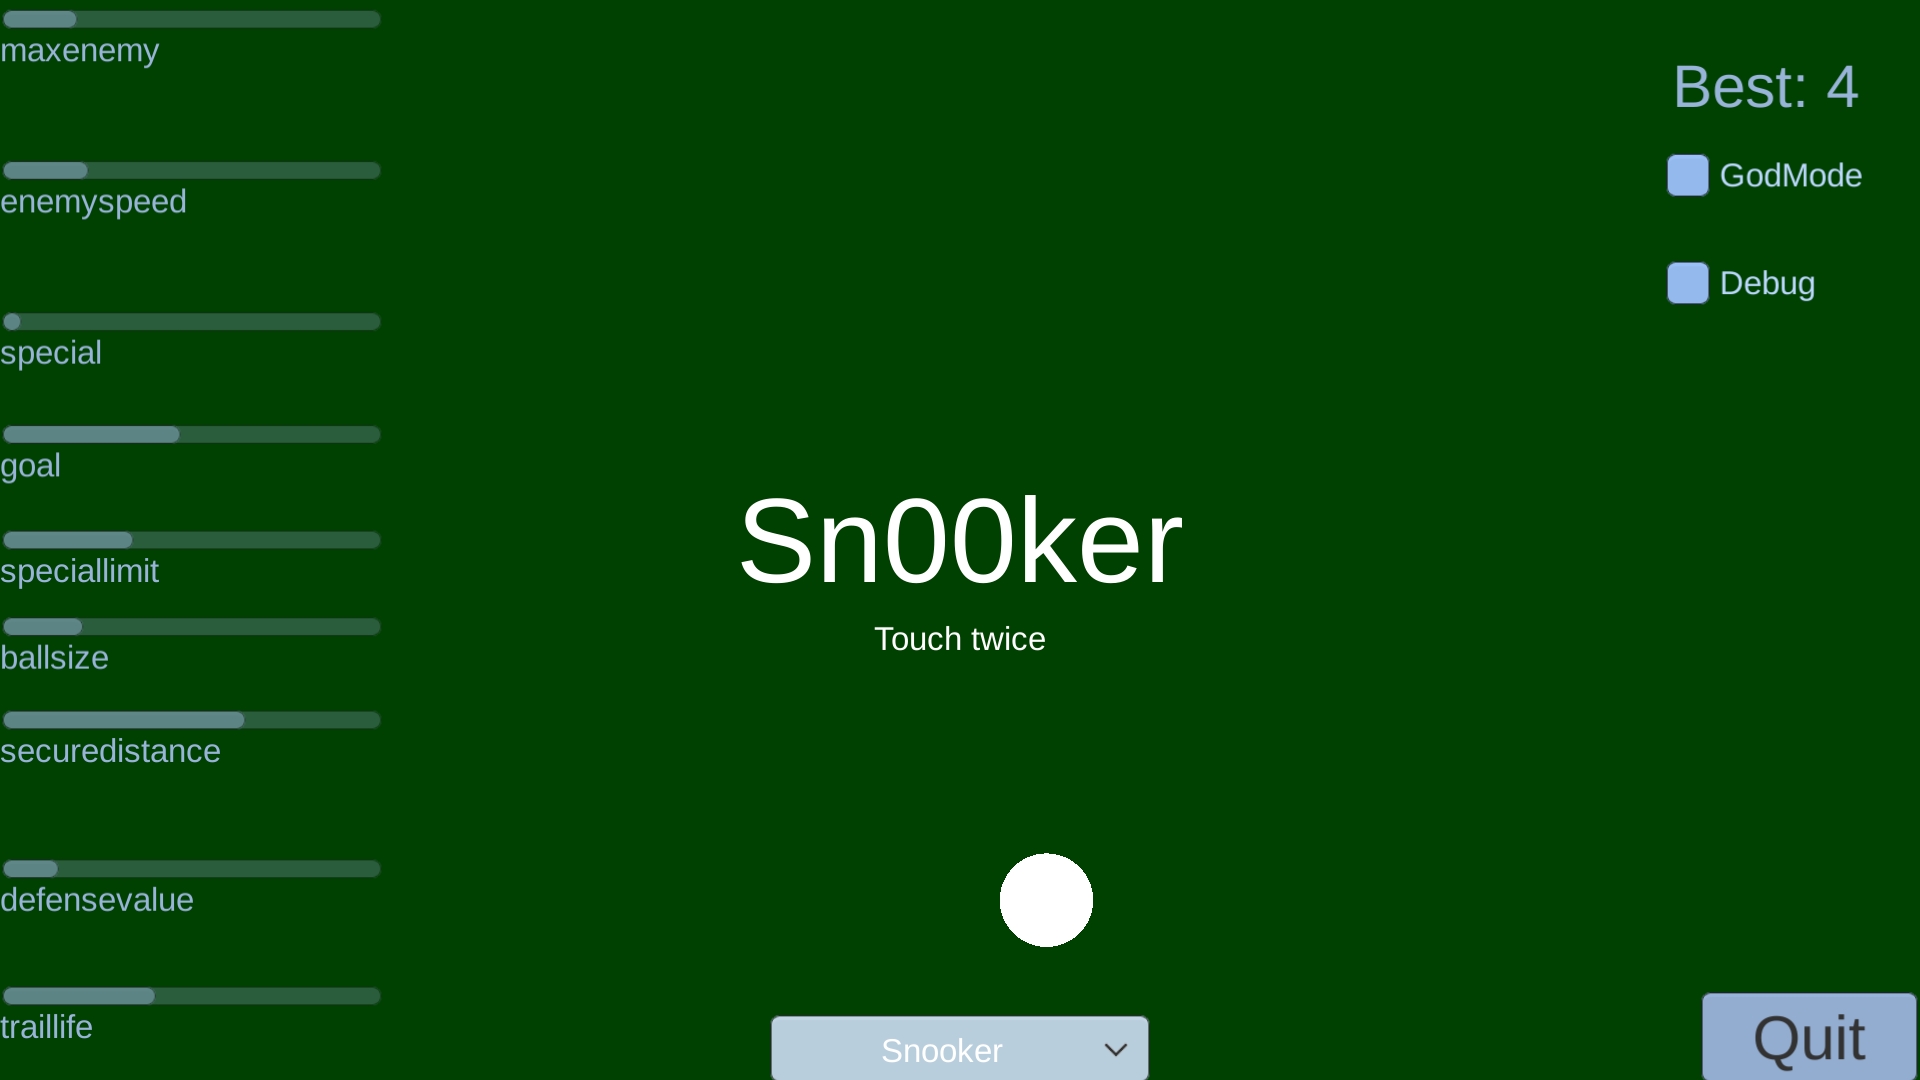 maxenemy
enemyspeed
special
goal
speciallimit
ballsize
securedistance
defensevalue
traillife
Sn00ker
Touch twice
Snooker
Best: 4
GodMode
Debug
Quit